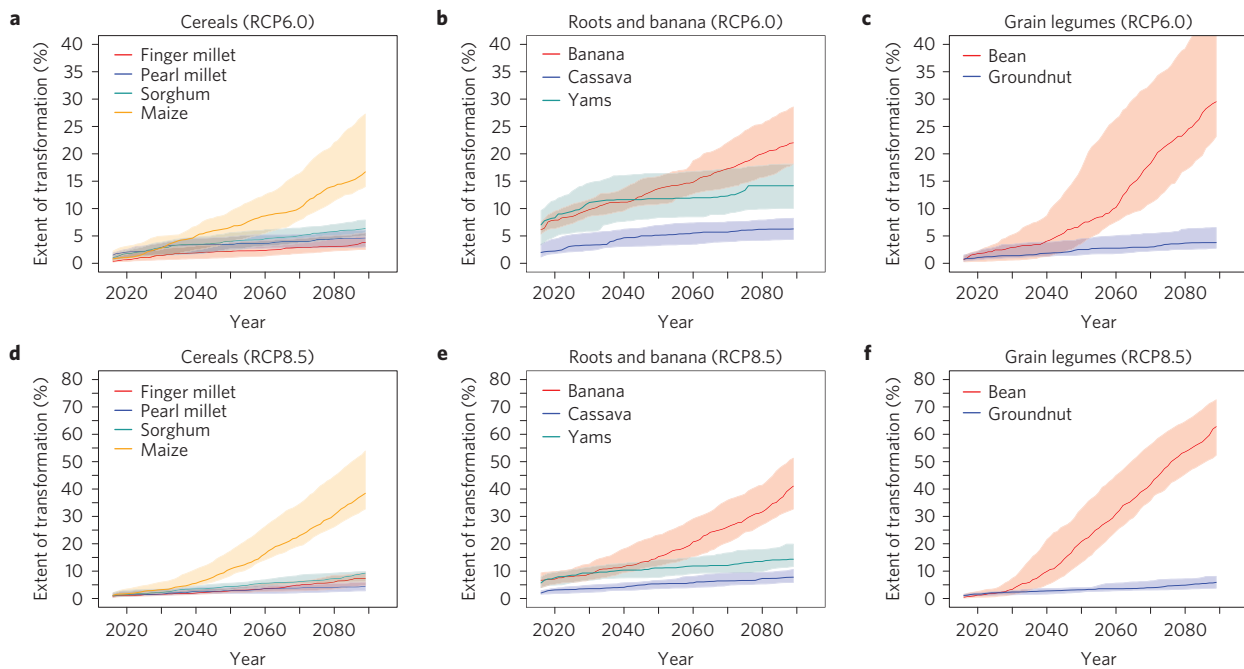 a
Cereals (RCP6.0)
Extent of transformation (%)
40
35
30
25
20
15
10
5
0
Finger millet
Pearl millet
Sorghum
Maize
2020 2040 2060 2080
Year
b
Roots and banana (RCP6.0)
Extent of transformation (%)
40
35
30
25
20
15
10
5
0
Banana
Cassava
Yams
2020 2040 2060 2080
Year
c
Grain legumes (RCP6.0)
Extent of transformation (%)
40
35
30
25
20
15
10
5
0
Bean
Groundnut
2020 2040 2060 2080
Year
d
Cereals (RCP8.5)
Extent of transformation (%)
80
70
60
50
40
30
20
10
0
Finger millet
Pearl millet
Sorghum
Maize
2020 2040 2060 2080
Year
e
Roots and banana (RCP8.5)
Extent of transformation (%)
80
70
60
50
40
30
20
10
0
Banana
Cassava
Yams
2020 2040 2060 2080
Year
f
Grain legumes (RCP8.5)
Extent of transformation (%)
80
70
60
50
40
30
20
10
0
Bean
Groundnut
2020 2040 2060 2080
Year